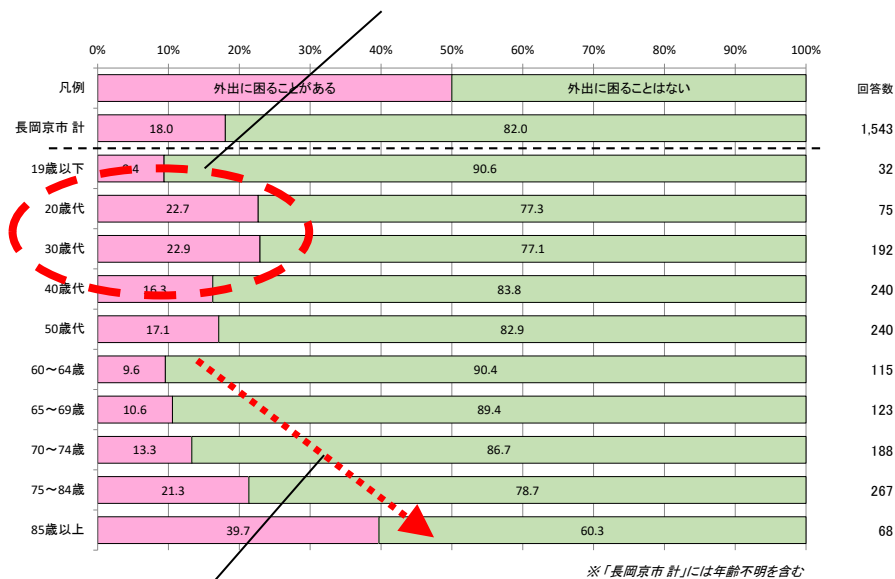 0% 10% 20% 30% 40% 50% 60% 70% 80% 90% 100%
凡例 外出に困ることがある 外出に困ることはない 回答数
長岡京市 計 18.0 82.0 1,543
19歳以下 9.4 90.6 32
20歳代 22.7 77.3 75
30歳代 22.9 77.1 192
40歳代 16.3 83.8 240
50歳代 17.1 82.9 240
60～64歳 9.6 90.4 115
65～69歳 10.6 89.4 123
70～74歳 13.3 86.7 188
75～84歳 21.3 78.7 267
85歳以上 39.7 60.3 68
※「長岡京市 計」には年齢不明を含む